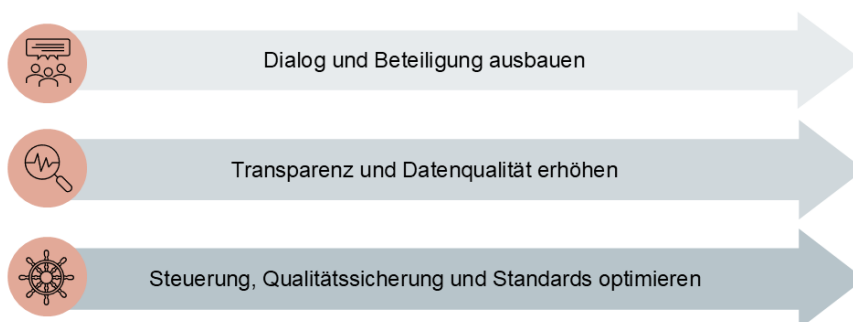 Dialog und Beteiligung ausbauen
Transparenz und Datenqualität erhöhen
Steuerung, Qualitätssicherung und Standards optimieren